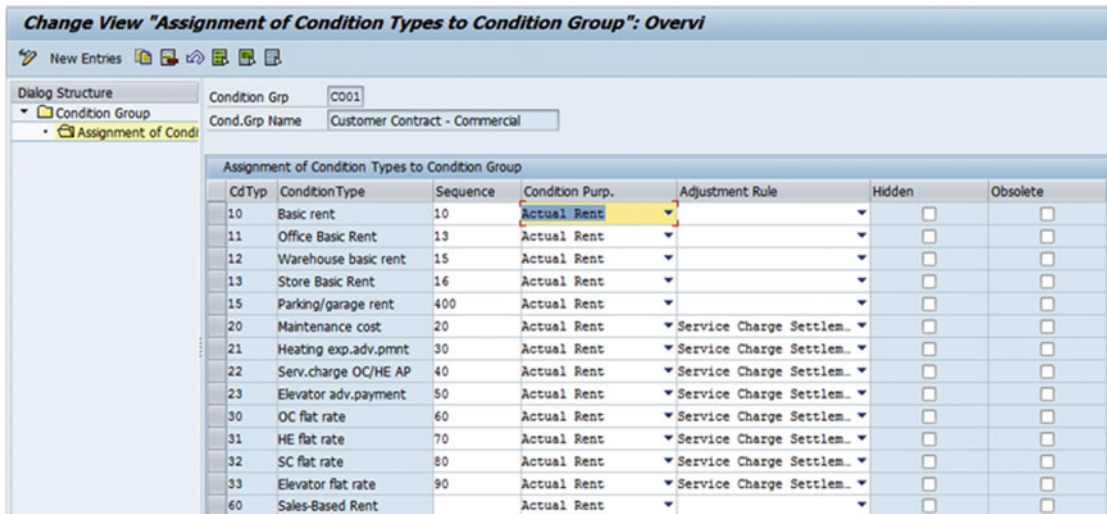 Change View "Assignment of Condition Types to Condition Group": Overvi
New Entries
Dialog Structure
Condition Group
Assignment of Condi
Condition Grp C001
Cond.Grp Name Customer Contract - Commercial
Assignment of Condition Types to Condition Group
CdTyp ConditionType Sequence Condition Purp. Adjustment Rule Hidden Obsolete
10 Basic rent 10 Actual Rent
11 Office Basic Rent 13 Actual Rent
12 Warehouse basic rent 15 Actual Rent
13 Store Basic Rent 16 Actual Rent
15 Parking/garage rent 400 Actual Rent
20 Maintenance cost 20 Actual Rent Service Charge Settlem…
21 Heating exp.adv.pmnt 30 Actual Rent Service Charge Settlem…
22 Serv.charge OC/HE AP 40 Actual Rent Service Charge Settlem…
23 Elevator adv.payment 50 Actual Rent Service Charge Settlem…
30 OC flat rate 60 Actual Rent Service Charge Settlem…
31 HE flat rate 70 Actual Rent Service Charge Settlem…
32 SC flat rate 80 Actual Rent Service Charge Settlem…
33 Elevator flat rate 90 Actual Rent Service Charge Settlem…
60 Sales-Based Rent Actual Rent